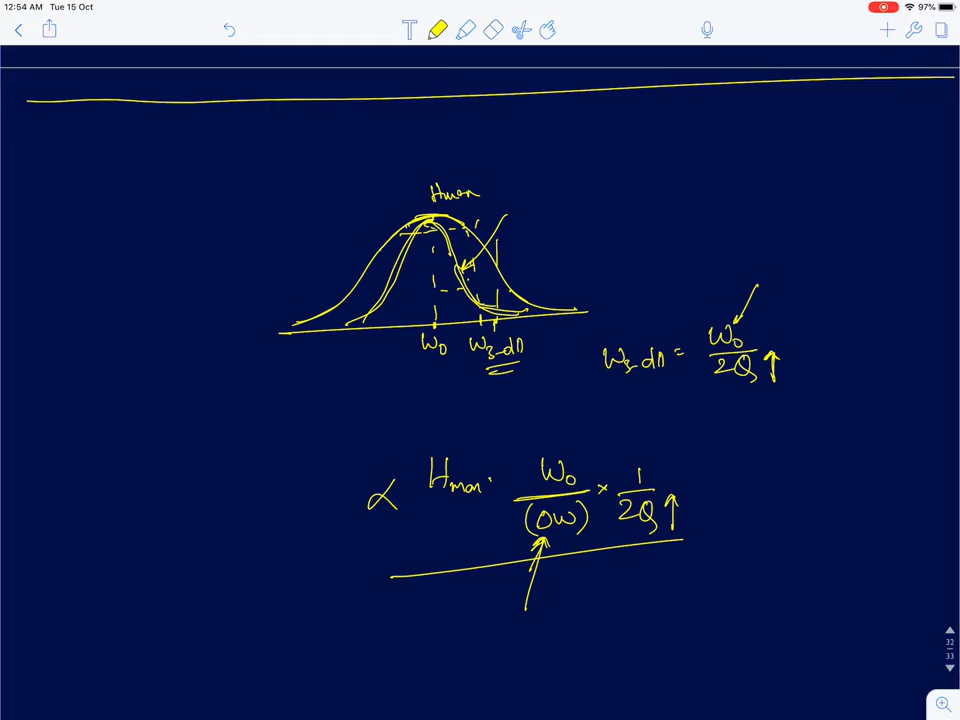 12:54 AM Tue 15 Oct
97%
T
Hmax
W₀ W₃₋dB
W₃₋dB = W₀ / 2Q ↑
∝ Hmax · W₀ / (ΔW) × 1 / 2Q ↑
32
33